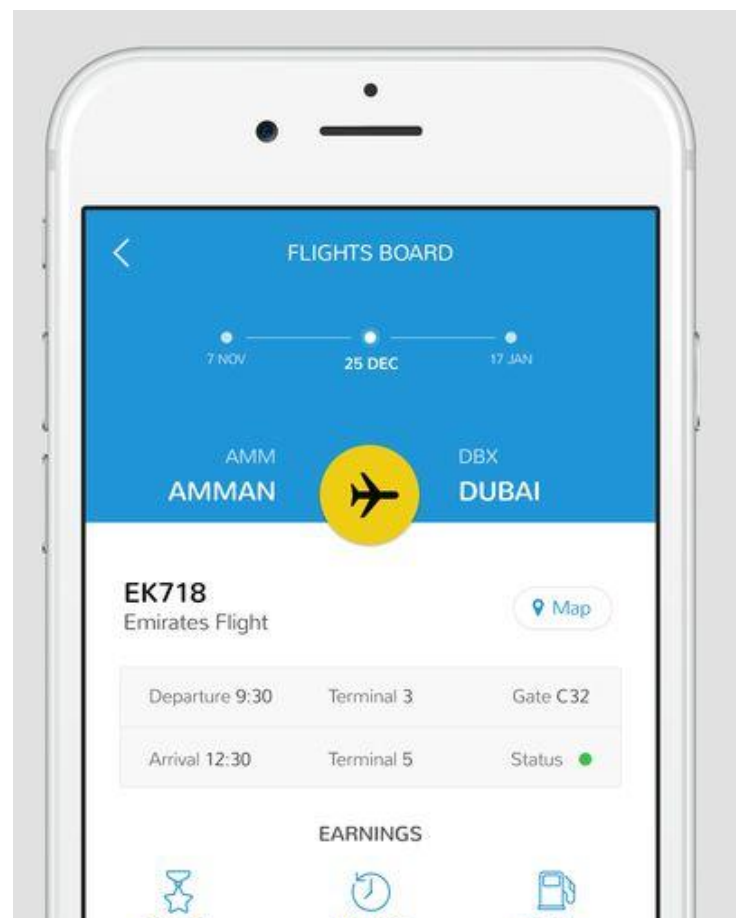 FLIGHTS BOARD
7 NOV 25 DEC 17 JAN
AMM DBX
AMMAN DUBAI
EK718
Emirates Flight
Map
Departure 9:30 Terminal 3 Gate C32
Arrival 12:30 Terminal 5 Status
EARNINGS